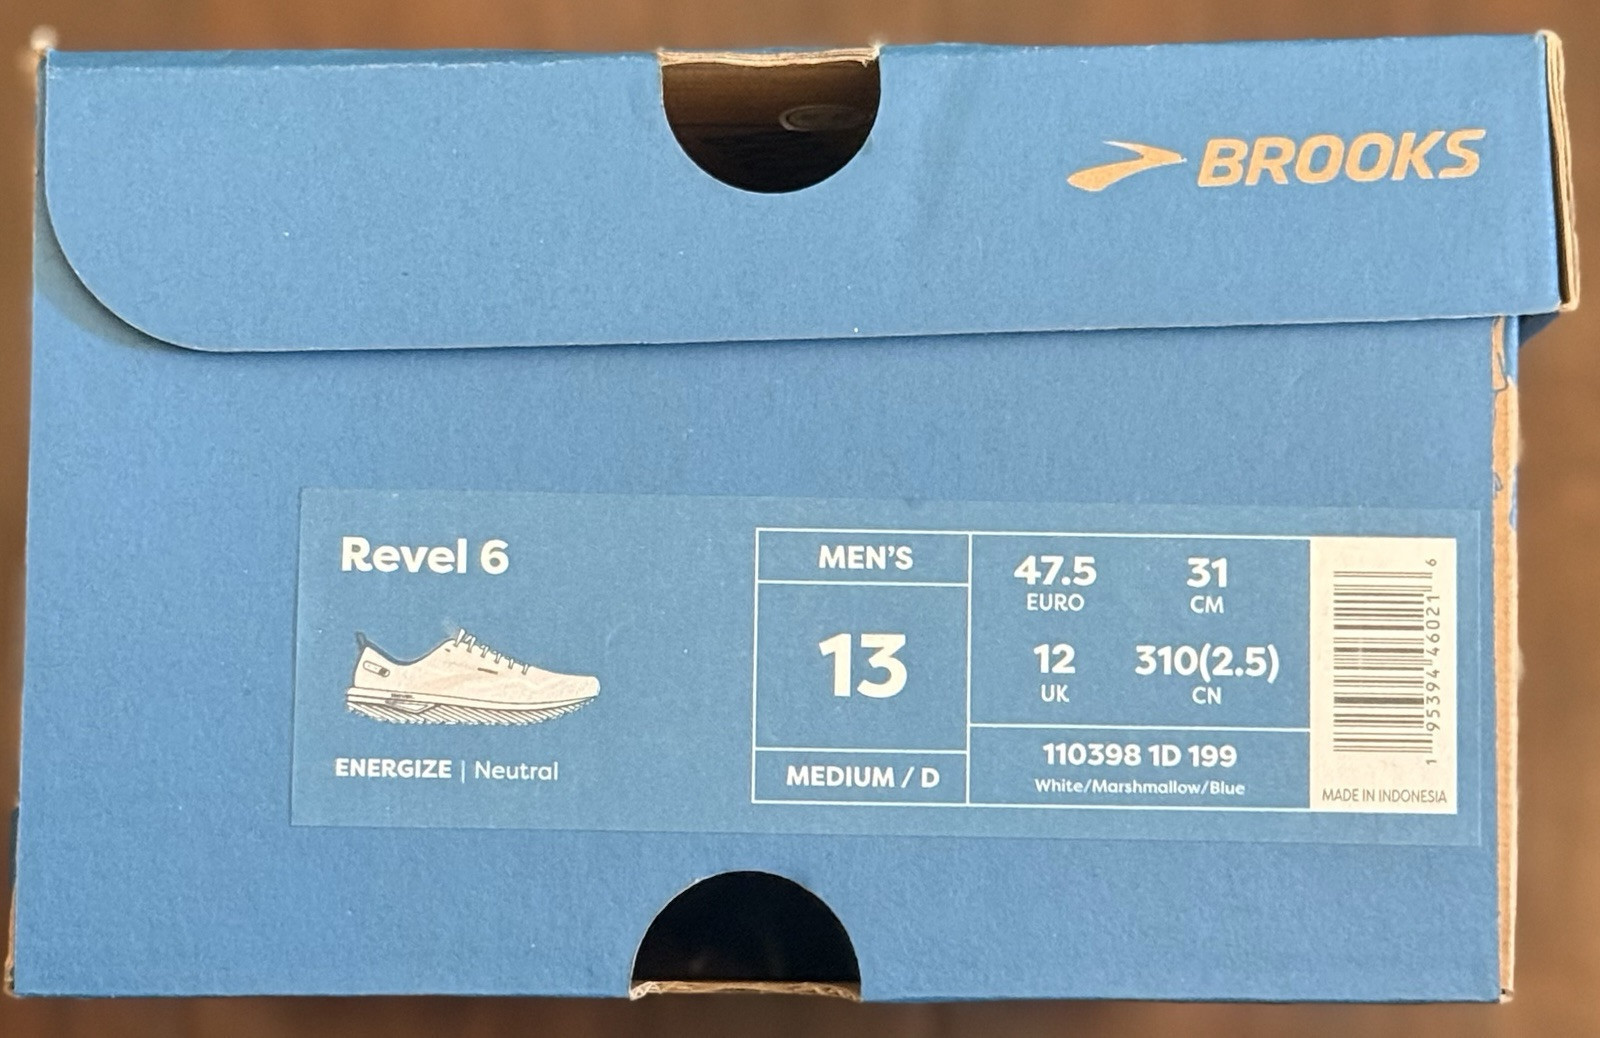 BROOKS
Revel 6
ENERGIZE | Neutral
MEN'S
13
MEDIUM / D
47.5
EURO
31
CM
12
UK
310(2.5)
CN
110398 1D 199
White/Marshmallow/Blue
1 95394 46021 6
MADE IN INDONESIA